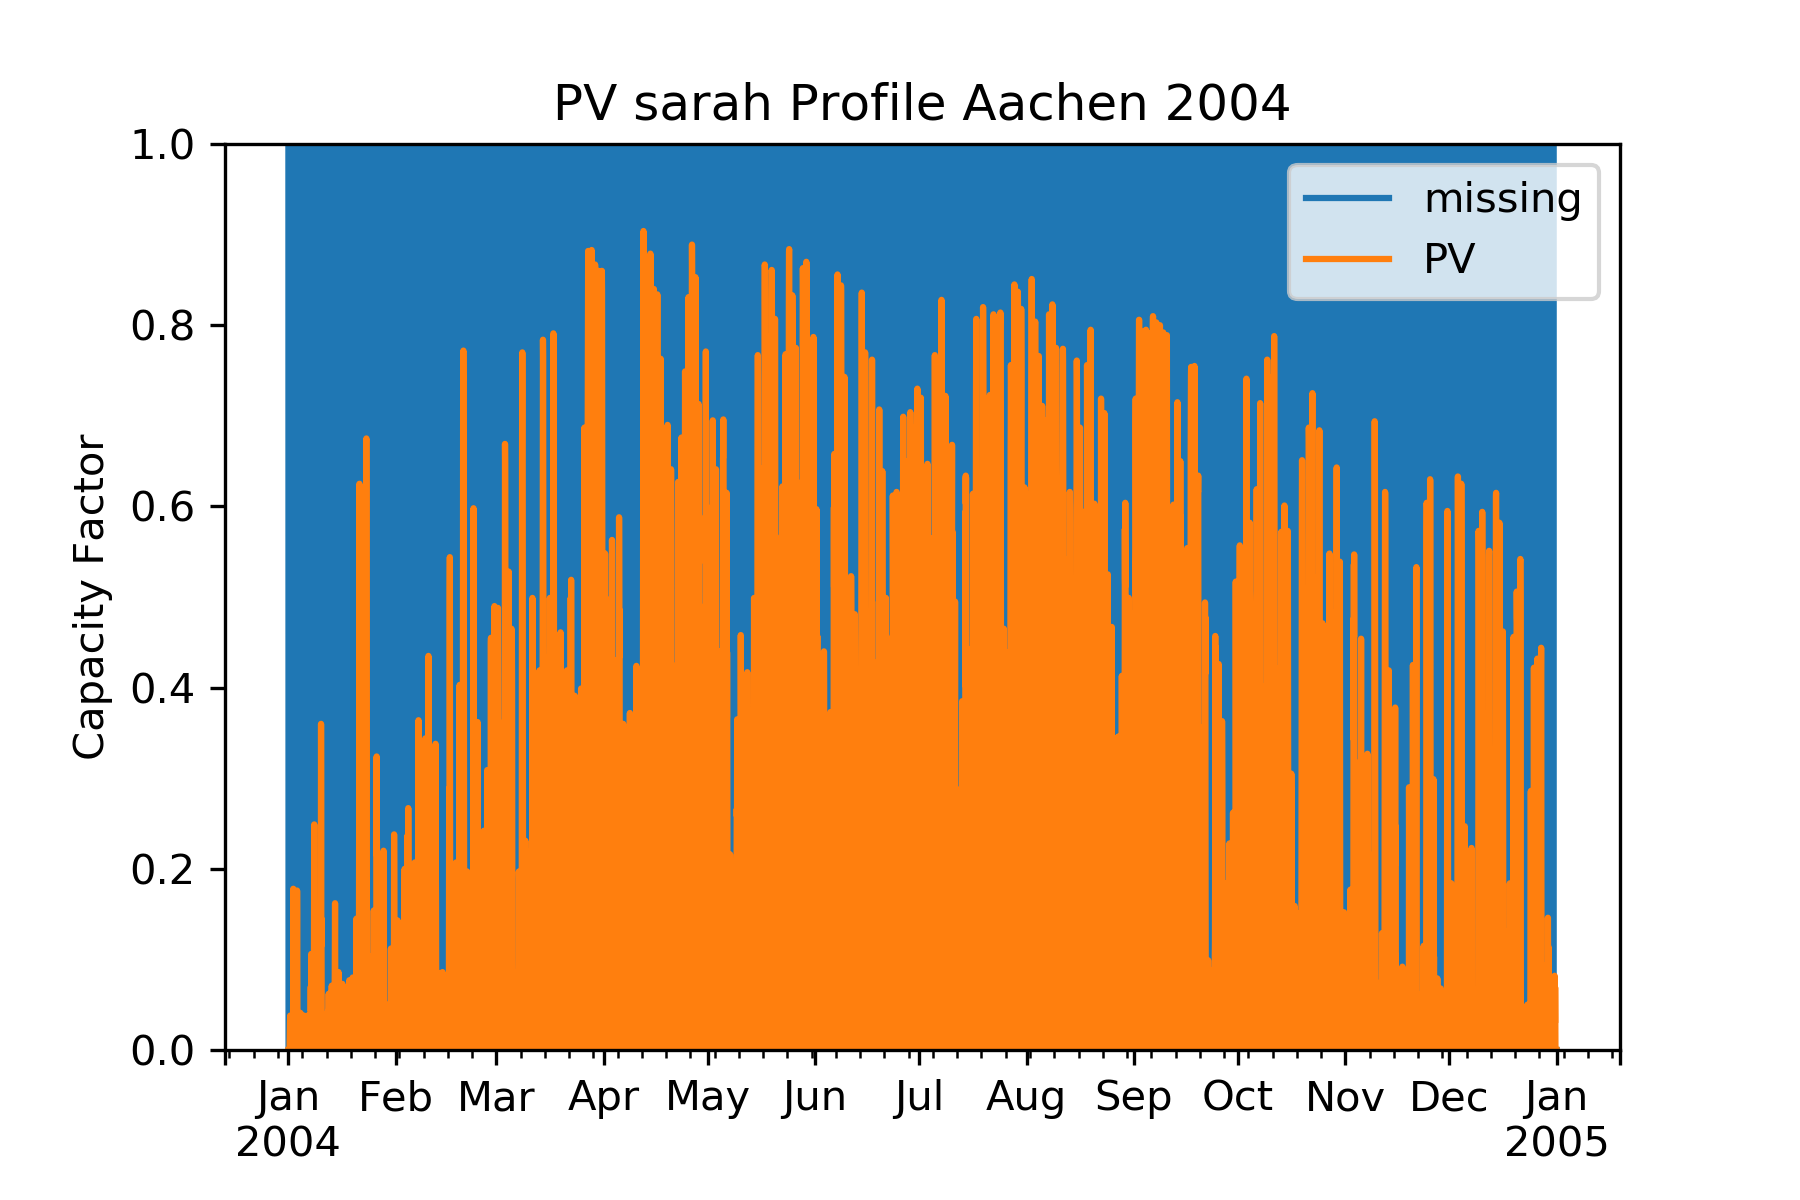 PV sarah Profile Aachen 2004
1.0
0.8
0.6
0.4
0.2
0.0
Capacity Factor
missing
PV
Jan Feb Mar Apr May Jun Jul Aug Sep Oct Nov Dec Jan
2004 2005